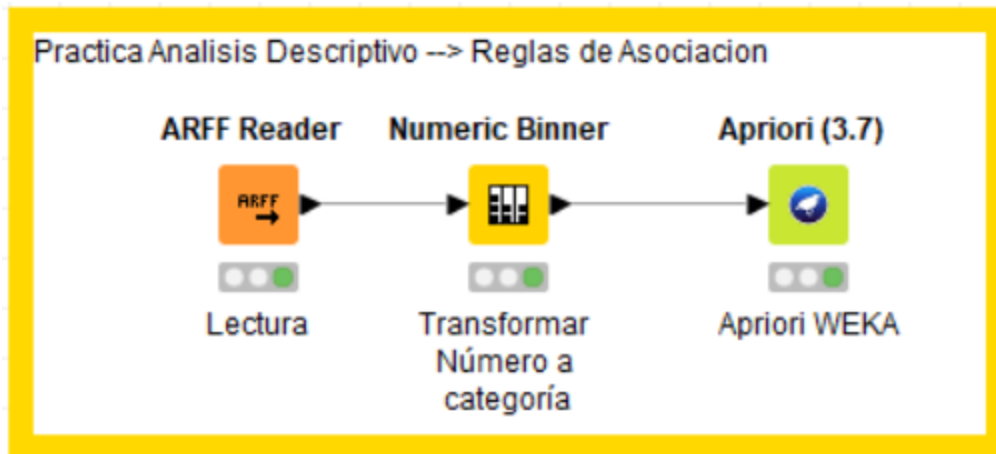 Practica Analisis Descriptivo --> Reglas de Asociacion
ARFF Reader
Numeric Binner
Apriori (3.7)
ARFF
Lectura
Transformar
Número a
categoría
Apriori WEKA